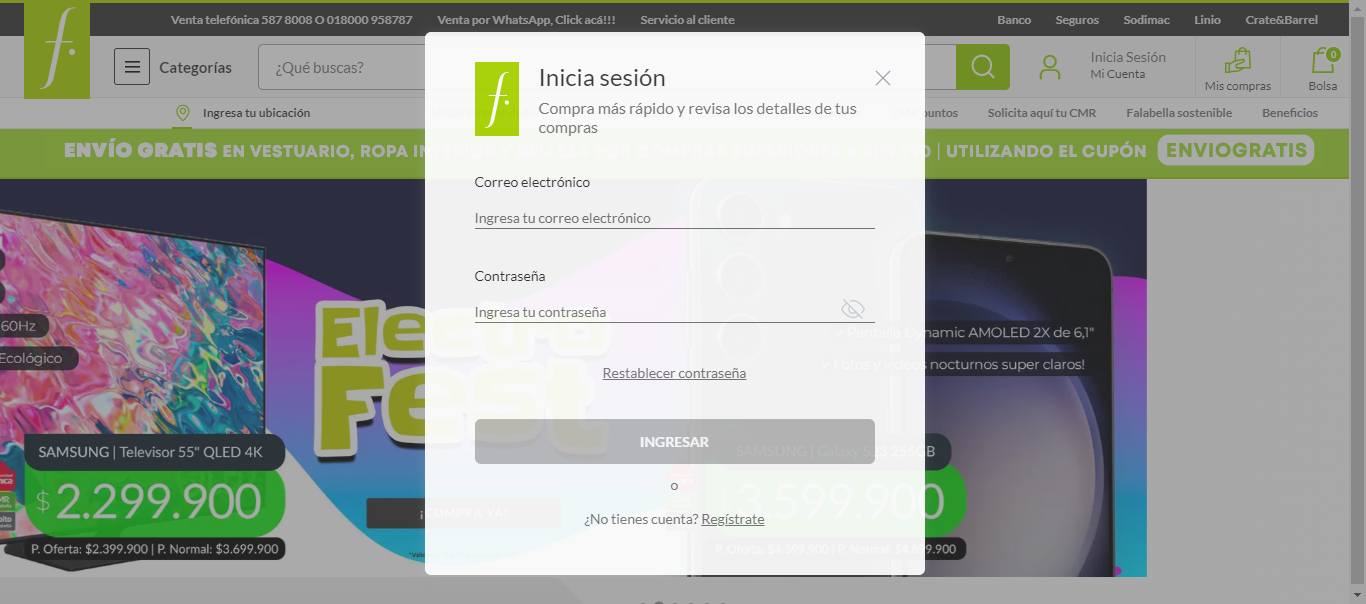 Venta telefónica 587 8008 O 018000 958787 Venta por WhatsApp, Click acá!!! Servicio al cliente Banco Seguros Sodimac Linio Crate&Barrel
f.
Categorías
¿Qué buscas?
Inicia Sesión
Mi Cuenta
Mis compras
0
Bolsa
Ingresa tu ubicación
puntos
Solicita aquí tu CMR
Falabella sostenible
Beneficios
ENVÍO GRATIS EN VESTUARIO, ROPA
| UTILIZANDO EL CUPÓN ENVIOGRATIS
f.
Inicia sesión
Compra más rápido y revisa los detalles de tus
compras
Correo electrónico
Ingresa tu correo electrónico
Contraseña
Ingresa tu contraseña
Restablecer contraseña
INGRESAR
o
¿No tienes cuenta? Regístrate
60Hz
Ecológico
Electro
Fest
SAMSUNG | Televisor 55" QLED 4K
$2.299.900
P. Oferta: $2.399.900 | P. Normal: $3.699.900
¡COMPRA YA!
✓ Pantalla Dynamic AMOLED 2X de 6,1"
✓ Fotos y videos nocturnos super claros!
SAMSUNG | Galaxy S23 256GB
3.599.900
P. Oferta: $4.599.900 | P. Normal: $4.899.900